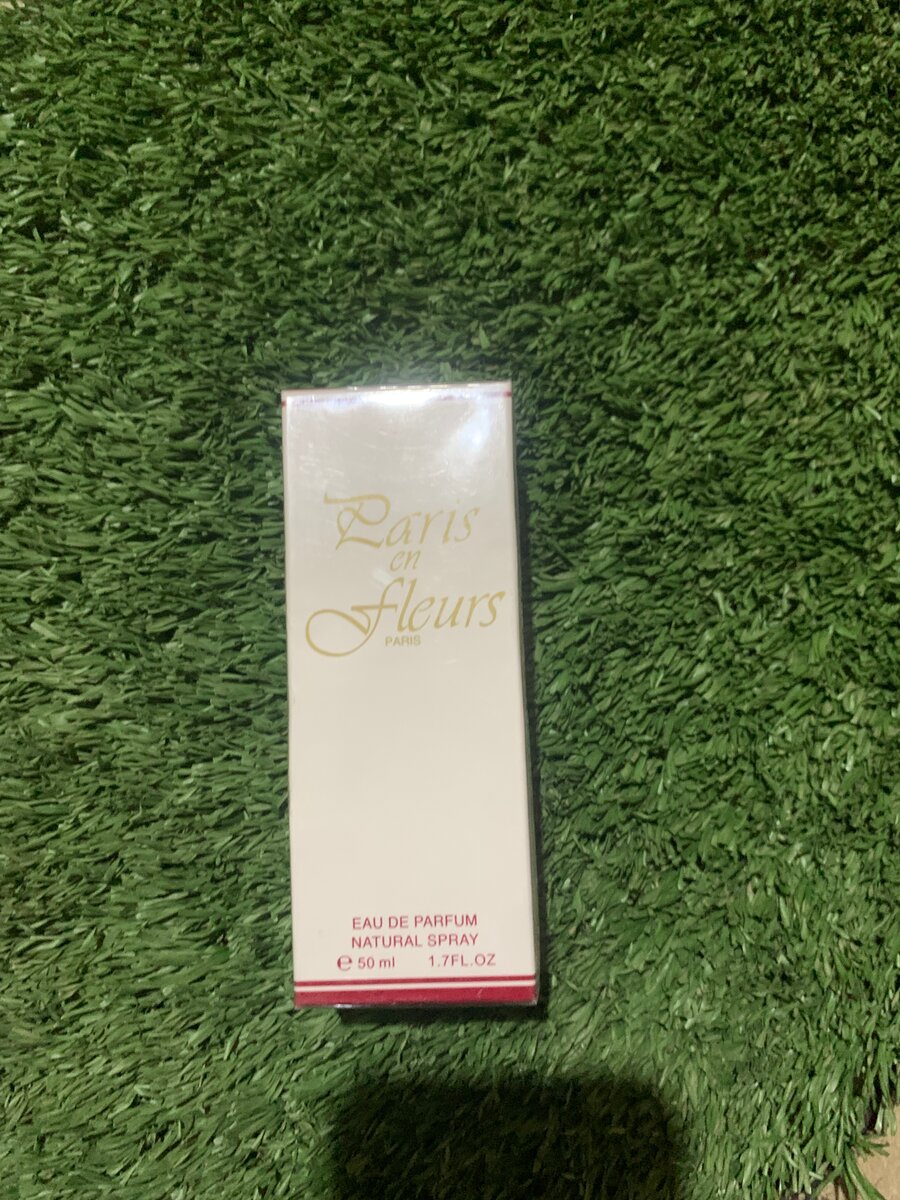 Paris
en
Fleurs
PARIS
EAU DE PARFUM
NATURAL SPRAY
℮ 50 ml 1.7FL.OZ